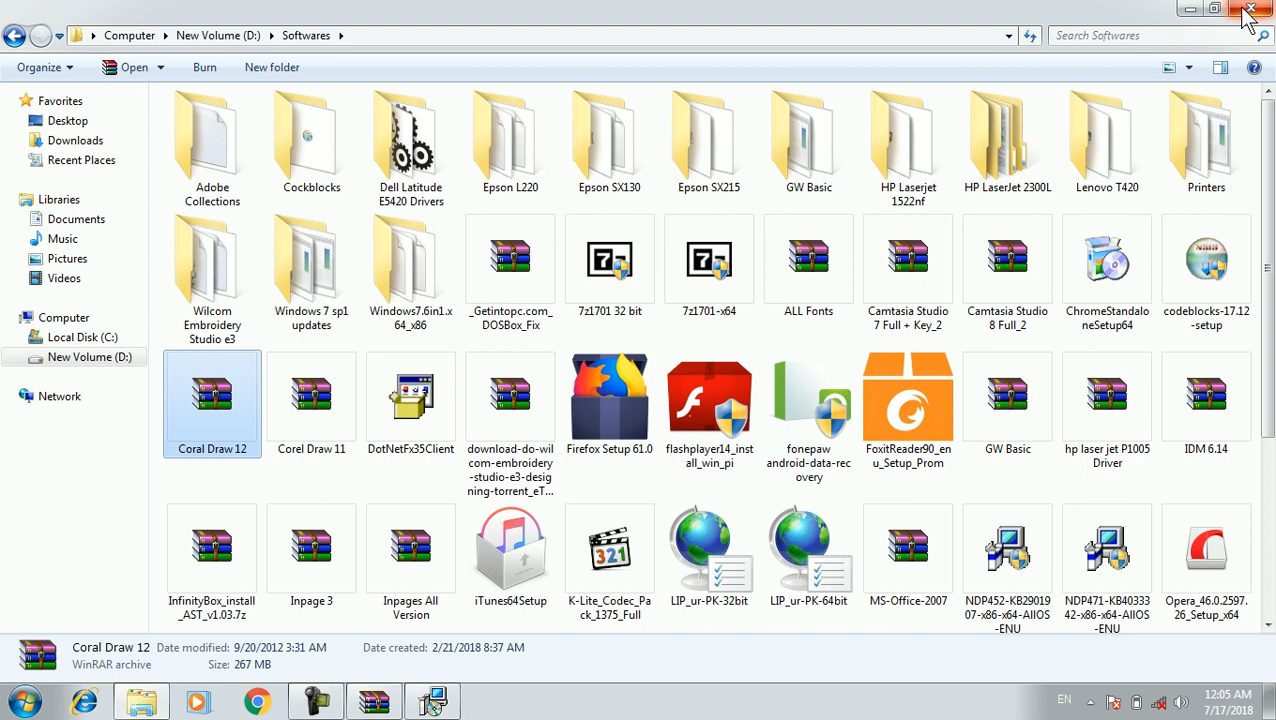 Computer
New Volume (D:)
Softwares
Search Softwares
Organize
Open
Burn
New folder
Favorites
Desktop
Downloads
Recent Places
Libraries
Documents
Music
Pictures
Videos
Computer
Local Disk (C:)
New Volume (D:)
Network
Adobe
Collections
Cockblocks
Dell Latitude
E5420 Drivers
Epson L220
Epson SX130
Epson SX215
GW Basic
HP Laserjet
1522nf
HP LaserJet 2300L
Lenovo T420
Printers
Wilcom
Embroidery
Studio e3
Windows 7 sp1
updates
Windows7.6in1.x
64_x86
_Getintopc.com_
DOSBox_Fix
7z1701 32 bit
7z1701-x64
ALL Fonts
Camtasia Studio
7 Full + Key_2
Camtasia Studio
8 Full_2
ChromeStandal
oneSetup64
codeblocks-17.12
-setup
Coral Draw 12
Corel Draw 11
DotNetFx35Client
download-do-wil
com-embroidery
-studio-e3-desig
ning-torrent_eT...
Firefox Setup 61.0
flashplayer14_inst
all_win_pi
fonepaw
android-data-rec
overy
FoxitReader90_en
u_Setup_Prom
GW Basic
hp laser jet P1005
Driver
IDM 6.14
InfinityBox_install
_AST_v1.03.7z
Inpage 3
Inpages All
Version
iTunes64Setup
321
K-Lite_Codec_Pa
ck_1375_Full
LIP_ur-PK-32bit
LIP_ur-PK-64bit
MS-Office-2007
NDP452-KB29019
07-x86-x64-AllOS
-ENU
NDP471-KB40333
42-x86-x64-AllOS
-ENU
Opera_46.0.2597.
26_Setup_x64
Coral Draw 12
Date modified: 9/20/2012 3:31 AM
Date created: 2/21/2018 8:37 AM
WinRAR archive
Size: 267 MB
EN
12:05 AM
7/17/2018